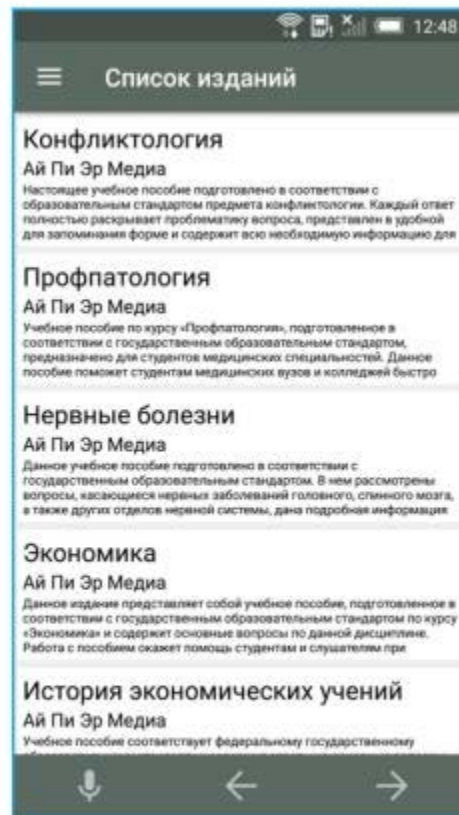 12:48
Список изданий
Конфликтология
Ай Пи Эр Медиа
Настоящее учебное пособие подготовлено в соответствии с
образовательным стандартом предмета конфликтологии. Каждый ответ
полностью раскрывает проблематику вопроса, представлен в удобной
для запоминания форме и содержит всю необходимую информацию для
Профпатология
Ай Пи Эр Медиа
Учебное пособие по курсу «Профпатология», подготовленное в
соответствии с государственным образовательным стандартом,
предназначено для студентов медицинских специальностей. Данное
пособие поможет студентам медицинских вузов и колледжей быстро
Нервные болезни
Ай Пи Эр Медиа
Данное учебное пособие подготовлено в соответствии с
государственным образовательным стандартом. В нем рассмотрены
вопросы, касающиеся нервных заболеваний головного, спинного мозга,
а также других отделов нервной системы, дана подробная информация
Экономика
Ай Пи Эр Медиа
Данное издание представляет собой учебное пособие, подготовленное в
соответствии с государственным образовательным стандартом по курсу
«Экономика» и содержит основные вопросы по данной дисциплине.
Работа с пособием окажет помощь студентам и слушателям при
История экономических учений
Ай Пи Эр Медиа
Учебное пособие соответствует федеральному государственному